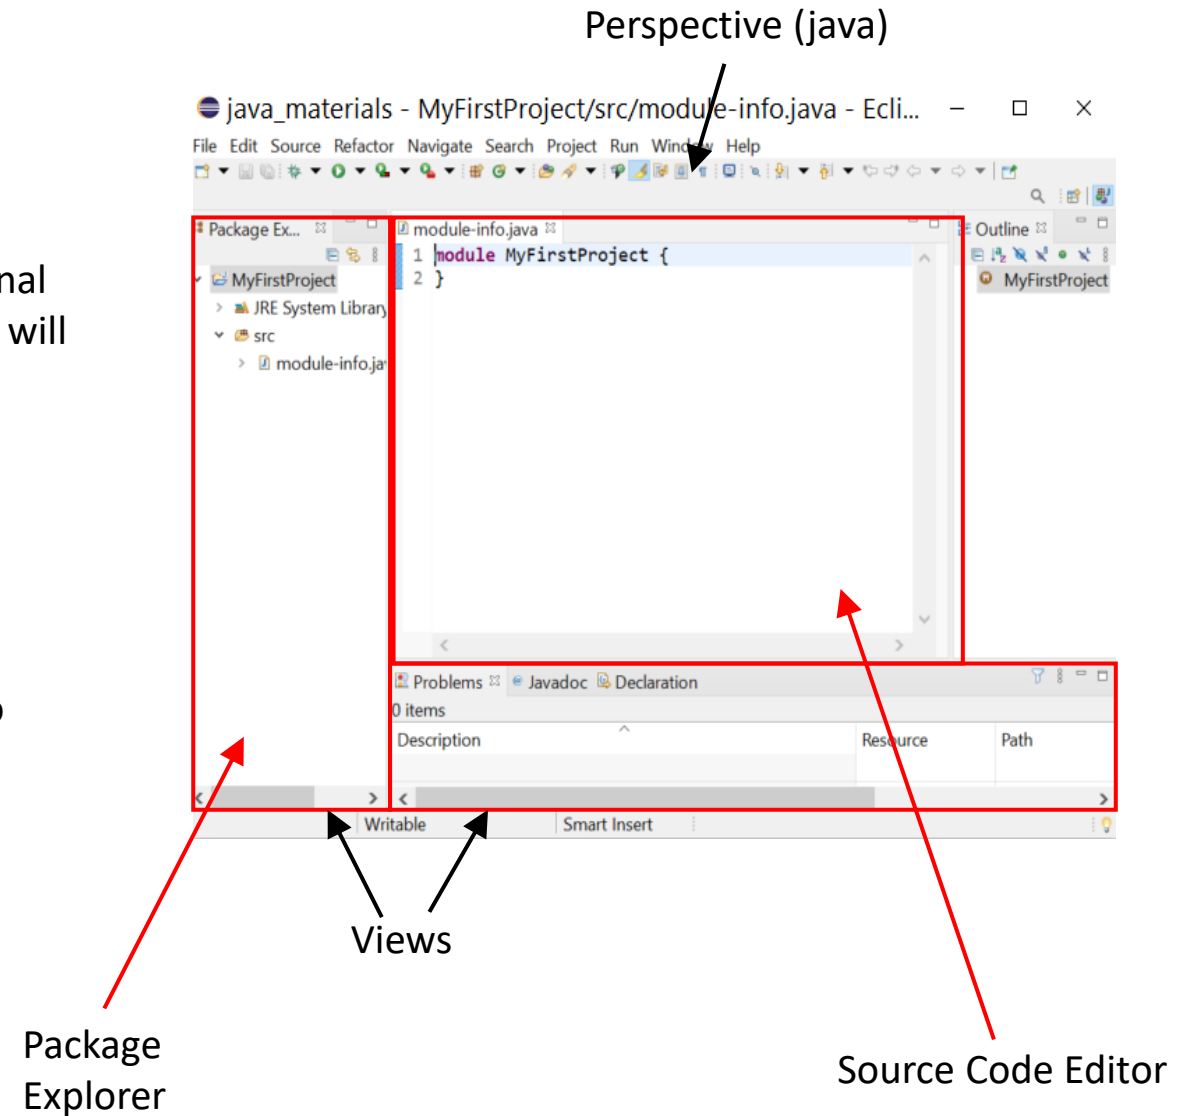 Perspective (java)
java_materials - MyFirstProject/src/module-info.java - Ecli...
File Edit Source Refactor Navigate Search Project Run Window Help
Package Ex...
module-info.java
Outline
1 module MyFirstProject {
2 }
MyFirstProject
MyFirstProject
JRE System Library
src
module-info.ja
nal
will
Problems Javadoc Declaration
0 items
Description Resource Path
Writable Smart Insert
Views
Package
Explorer
Source Code Editor